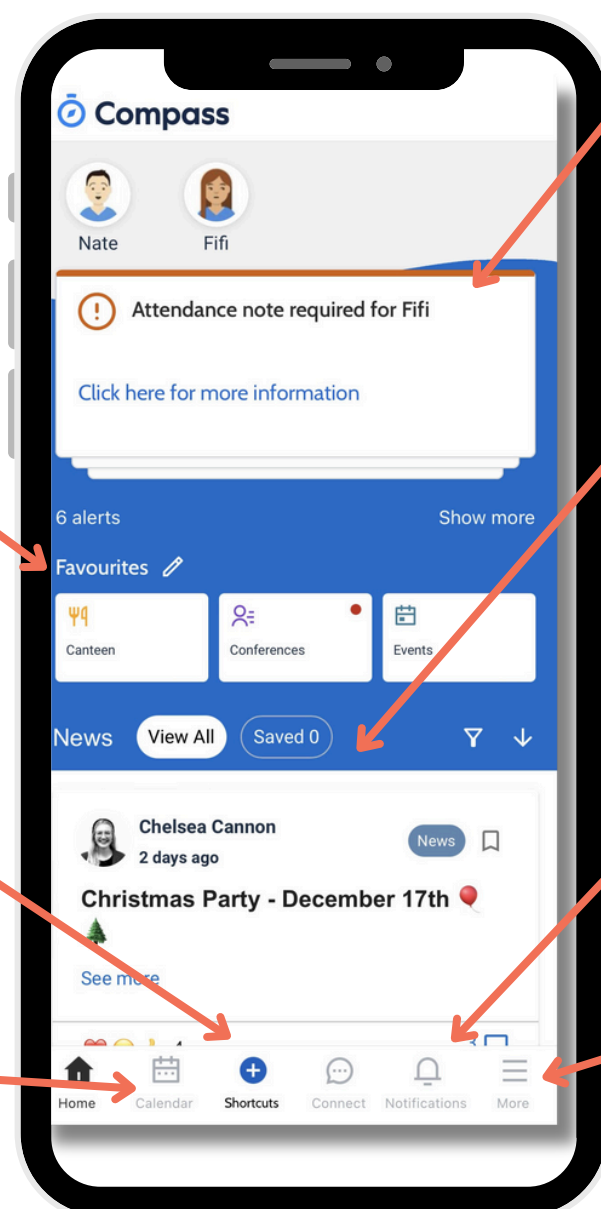 Compass
Nate Fifi
Attendance note required for Fifi
Click here for more information
6 alerts Show more
Favourites
Canteen Conferences Events
News View All Saved 0
Chelsea Cannon News
2 days ago
Christmas Party - December 17th 🎈
🎄
See more
Home Calendar Shortcuts Connect Notifications More